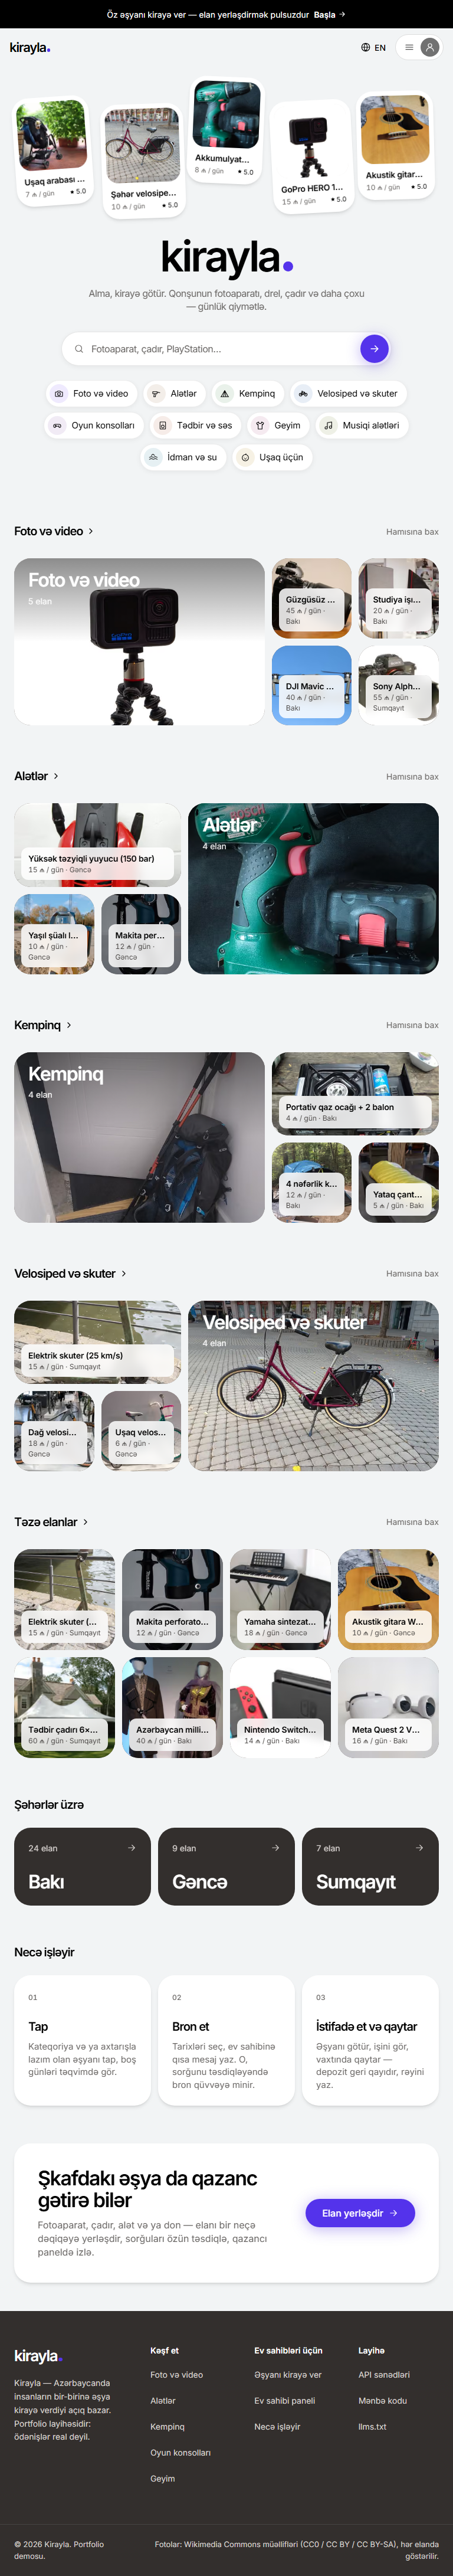 Öz əşyanı kirayə ver — elan yerləşdirmək pulsuzdur Başla →
kirayla.
EN
Uşaq arabası ...
7 ₼ / gün
5.0
Şəhər velosipe...
10 ₼ / gün
5.0
Akkumulyat...
8 ₼ / gün
5.0
GoPro HERO 1...
15 ₼ / gün
5.0
Akustik gitar...
10 ₼ / gün
5.0
kirayla.
Alma, kirayə götür. Qonşunun fotoaparatı, drel, çadır və daha çoxu
— günlük qiymətlə.
Fotoaparat, çadır, PlayStation...
Foto və video
Alətlər
Kempinq
Velosiped və skuter
Oyun konsolları
Tədbir və səs
Geyim
Musiqi alətləri
İdman və su
Uşaq üçün
Foto və video
Hamısına bax
Foto və video
5 elan
Güzgüsüz ...
45 ₼ / gün ·
Bakı
Studiya işı...
20 ₼ / gün ·
Bakı
DJI Mavic ...
40 ₼ / gün ·
Bakı
Sony Alph...
55 ₼ / gün ·
Sumqayıt
Alətlər
Hamısına bax
Yüksək təzyiqli yuyucu (150 bar)
15 ₼ / gün · Gəncə
Yaşıl şüalı l...
10 ₼ / gün ·
Gəncə
Makita per...
12 ₼ / gün ·
Gəncə
BOSCH
Alətlər
4 elan
Kempinq
Hamısına bax
Kempinq
4 elan
Portativ qaz ocağı + 2 balon
4 ₼ / gün · Bakı
4 nəfərlik k...
12 ₼ / gün ·
Bakı
Yataq çant...
5 ₼ / gün · Bakı
Velosiped və skuter
Hamısına bax
Elektrik skuter (25 km/s)
15 ₼ / gün · Sumqayıt
Dağ velosi...
18 ₼ / gün ·
Gəncə
Uşaq velos...
6 ₼ / gün ·
Gəncə
Velosiped və skuter
4 elan
Təzə elanlar
Hamısına bax
Elektrik skuter (...
15 ₼ / gün · Sumqayıt
Makita perforato...
12 ₼ / gün · Gəncə
Yamaha sintezat...
18 ₼ / gün · Gəncə
Akustik gitara W...
10 ₼ / gün · Gəncə
Tədbir çadırı 6×...
60 ₼ / gün · Sumqayıt
Azərbaycan milli...
40 ₼ / gün · Bakı
Nintendo Switch...
14 ₼ / gün · Bakı
Meta Quest 2 V...
16 ₼ / gün · Bakı
Şəhərlər üzrə
24 elan →
Bakı
9 elan →
Gəncə
7 elan →
Sumqayıt
Necə işləyir
01
Tap
Kateqoriya və ya axtarışla
lazım olan əşyanı tap, boş
günləri təqvimdə gör.
02
Bron et
Tarixləri seç, ev sahibinə
qısa mesaj yaz. O,
sorğunu təsdiqləyəndə
bron qüvvəyə minir.
03
İstifadə et və qaytar
Əşyanı götür, işini gör,
vaxtında qaytar —
depozit geri qayıdır, rəyini
yaz.
Şkafdakı əşya da qazanc
gətirə bilər
Fotoaparat, çadır, alət və ya don — elanı bir neçə
dəqiqəyə yerləşdir, sorğuları özün təsdiqlə, qazancı
paneldə izlə.
Elan yerləşdir →
kirayla.
Kirayla — Azərbaycanda
insanların bir-birinə əşya
kirayə verdiyi açıq bazar.
Portfolio layihəsidir:
ödənişlər real deyil.
Kəşf et
Foto və video
Alətlər
Kempinq
Oyun konsolları
Geyim
Ev sahibləri üçün
Əşyanı kirayə ver
Ev sahibi paneli
Necə işləyir
Layihə
API sənədləri
Mənbə kodu
llms.txt
© 2026 Kirayla. Portfolio
demosu.
Fotolar: Wikimedia Commons müəllifləri (CC0 / CC BY / CC BY-SA), hər elanda
göstərilir.